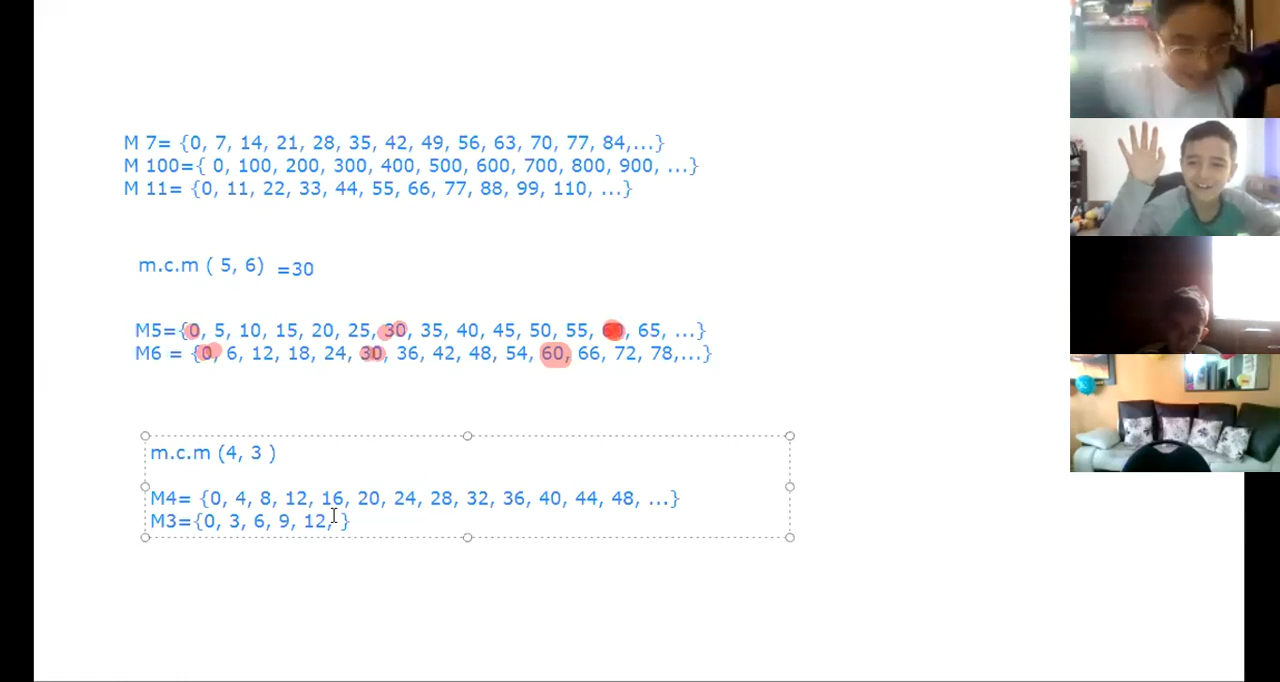 M 7= {0, 7, 14, 21, 28, 35, 42, 49, 56, 63, 70, 77, 84,...}
M 100={ 0, 100, 200, 300, 400, 500, 600, 700, 800, 900, ...}
M 11= {0, 11, 22, 33, 44, 55, 66, 77, 88, 99, 110, ...}
m.c.m ( 5, 6) =30
M5={0, 5, 10, 15, 20, 25, 30, 35, 40, 45, 50, 55, 60, 65, ...}
M6 = {0, 6, 12, 18, 24, 30, 36, 42, 48, 54, 60, 66, 72, 78,...}
m.c.m (4, 3 )
M4= {0, 4, 8, 12, 16, 20, 24, 28, 32, 36, 40, 44, 48, ...}
M3={0, 3, 6, 9, 12, }